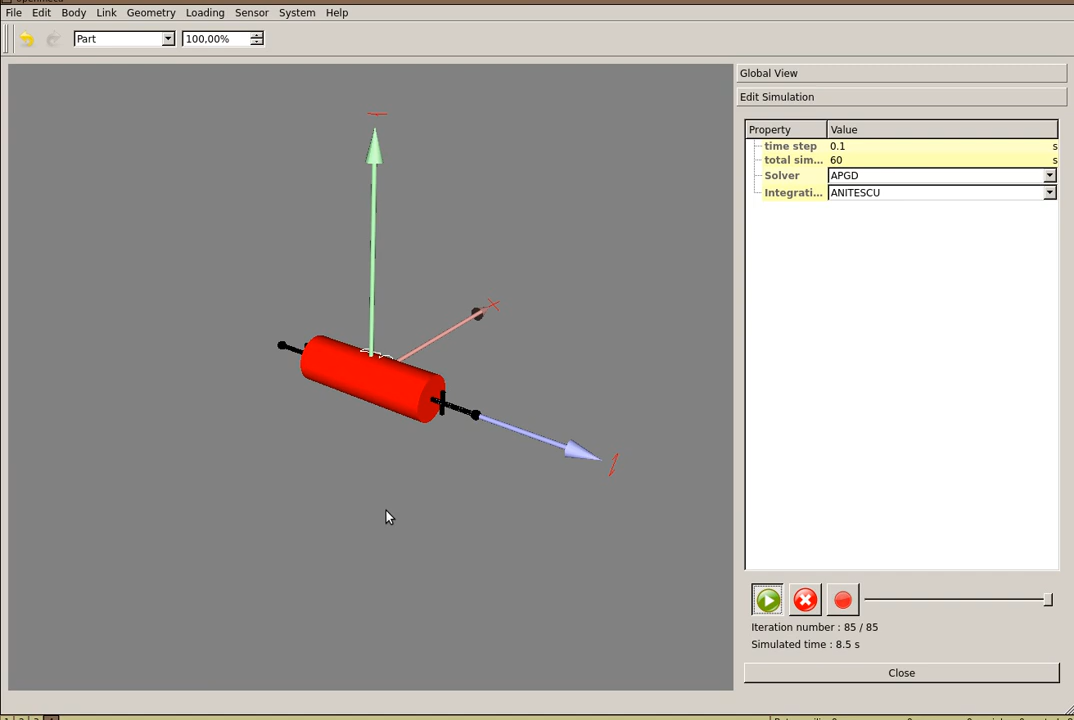 File Edit Body Link Geometry Loading Sensor System Help
Part 100,00%
Global View
Edit Simulation
Property Value
time step 0.1 s
total sim... 60 s
Solver APGD
Integrati... ANITESCU
Iteration number : 85 / 85
Simulated time : 8.5 s
Close